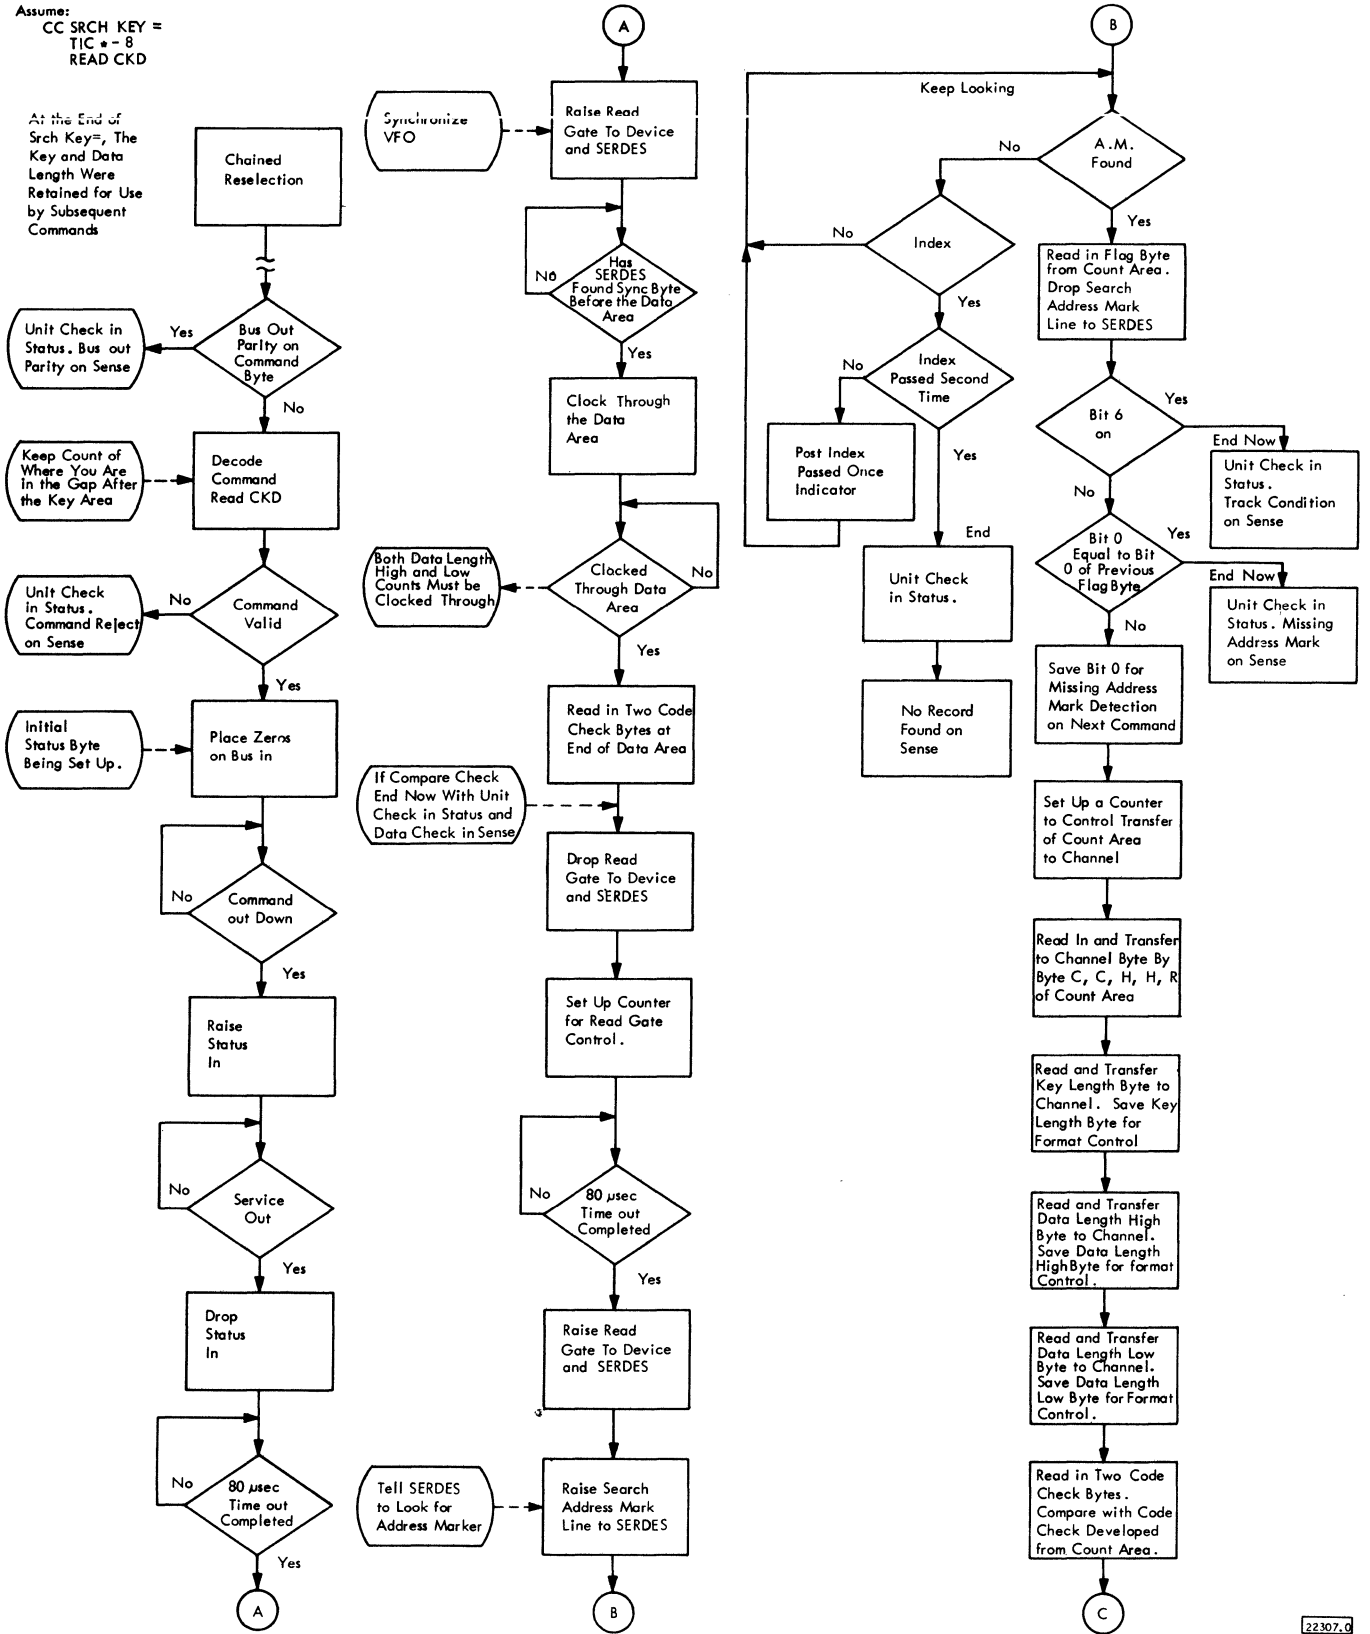 Assume:
CC SRCH KEY =
TIC * - 8
READ CKD
At the End of
Srch Key=, The
Key and Data
Length Were
Retained for Use
by Subsequent
Commands
Chained
Reselection
Bus Out
Parity on
Command
Byte
Yes
Unit Check in
Status. Bus out
Parity on Sense
No
Keep Count of
Where You Are
in the Gap After
the Key Area
Decode
Command
Read CKD
Command
Valid
No
Unit Check
in Status.
Command Reject
on Sense
Yes
Initial
Status Byte
Being Set Up.
Place Zeros
on Bus in
Command
out Down
No
Yes
Raise
Status
In
Service
Out
No
Yes
Drop
Status
In
80 μsec
Time out
Completed
No
Yes
A
A
Synchronize
VFO
Raise Read
Gate To Device
and SERDES
Has
SERDES
Found Sync Byte
Before the Data
Area
No
Yes
Clock Through
the Data
Area
Clocked
Through Data
Area
No
Both Data Length
High and Low
Counts Must be
Clocked Through
Yes
Read in Two Code
Check Bytes at
End of Data Area
If Compare Check
End Now With Unit
Check in Status and
Data Check in Sense
Drop Read
Gate To Device
and SERDES
Set Up Counter
for Read Gate
Control.
80 μsec
Time out
Completed
No
Yes
Raise Read
Gate To Device
and SERDES
Tell SERDES
to Look for
Address Marker
Raise Search
Address Mark
Line to SERDES
B
B
Keep Looking
A.M.
Found
No
Yes
Index
No
Yes
Index
Passed Second
Time
No
Yes
Post Index
Passed Once
Indicator
End
Unit Check
in Status.
No Record
Found on
Sense
Read in Flag Byte
from Count Area.
Drop Search
Address Mark
Line to SERDES
Bit 6
on
Yes
End Now
Unit Check in
Status.
Track Condition
on Sense
No
Bit 0
Equal to Bit
0 of Previous
Flag Byte
Yes
End Now
Unit Check in
Status. Missing
Address Mark
on Sense
No
Save Bit 0 for
Missing Address
Mark Detection
on Next Command
Set Up a Counter
to Control Transfer
of Count Area
to Channel
Read In and Transfer
to Channel Byte By
Byte C, C, H, H, R
of Count Area
Read and Transfer
Key Length Byte to
Channel. Save Key
Length Byte for
Format Control
Read and Transfer
Data Length High
Byte to Channel.
Save Data Length
High Byte for format
Control.
Read and Transfer
Data Length Low
Byte to Channel.
Save Data Length
Low Byte for Format
Control.
Read in Two Code
Check Bytes.
Compare with Code
Check Developed
from Count Area.
C
22307.0